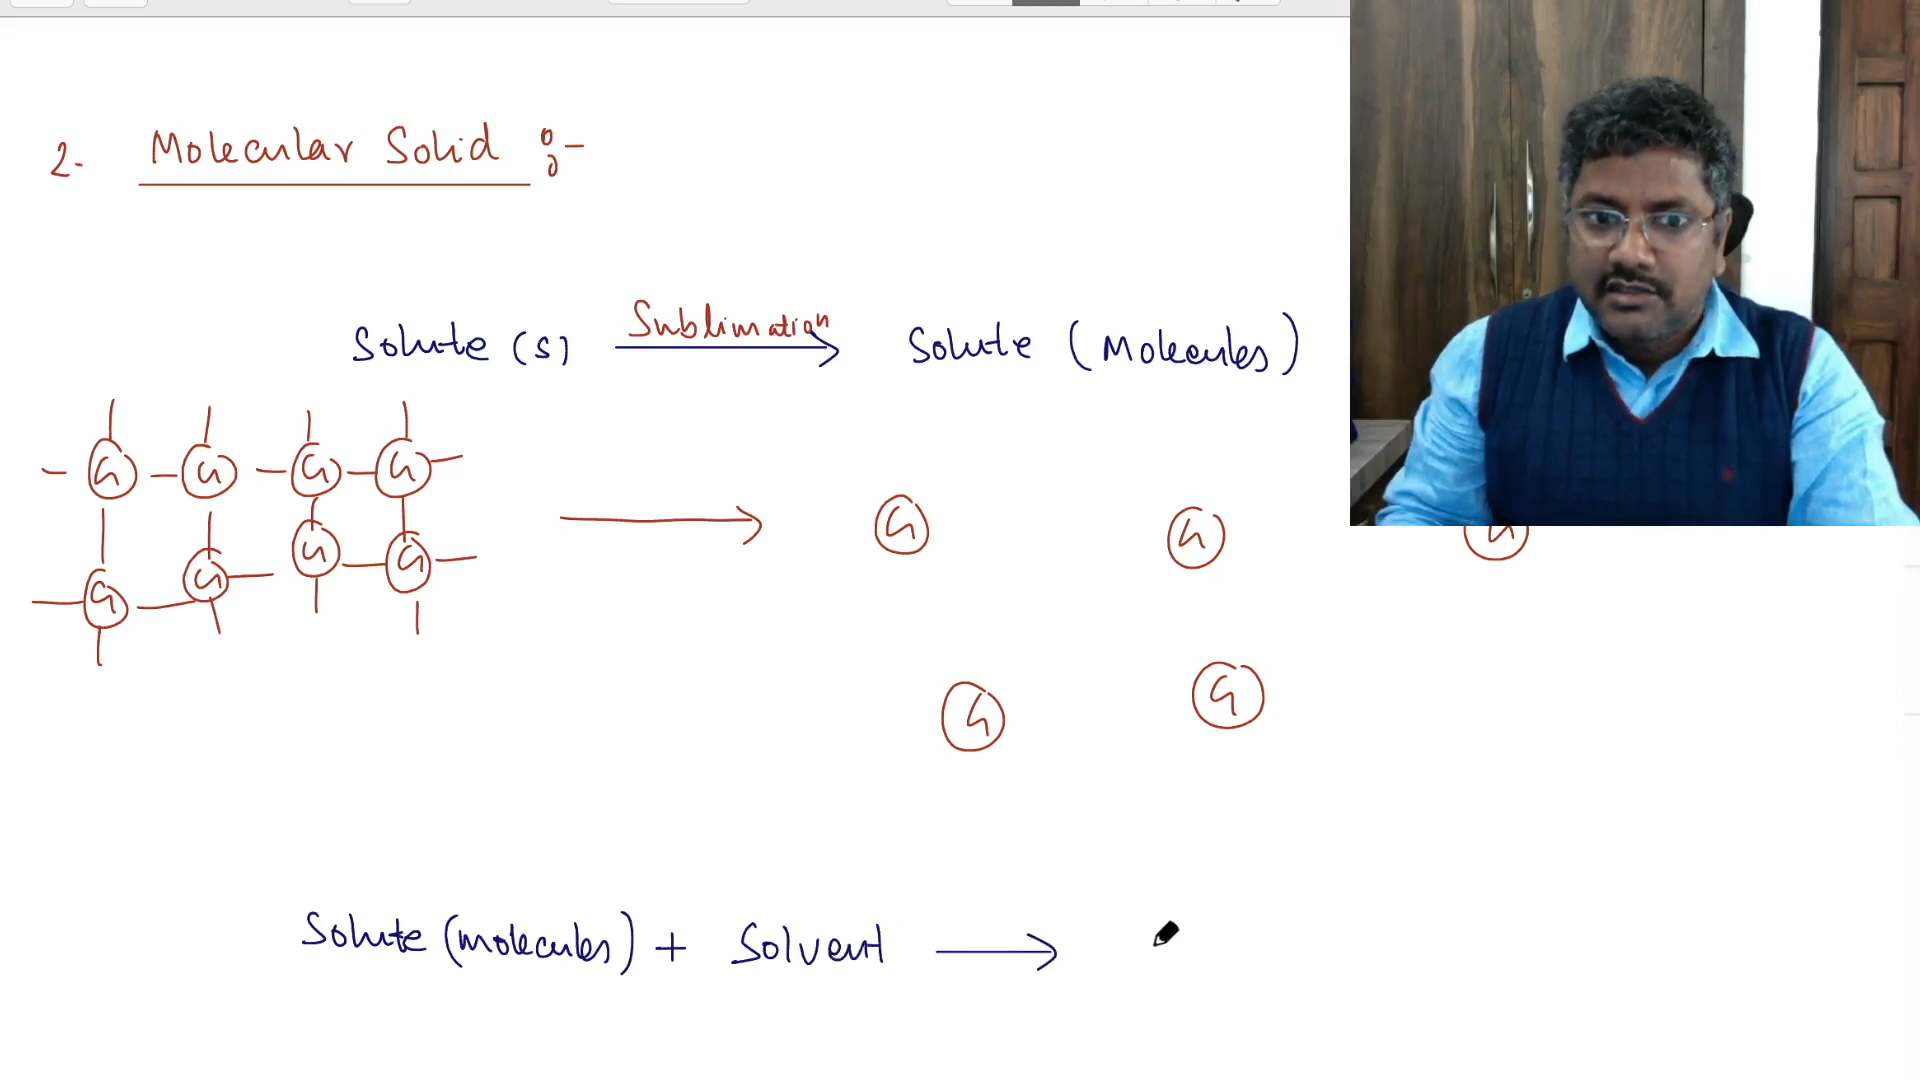 2. Molecular Solid :-
Solute (s) Sublimation Solute (Molecules)
G G G G
G G G G
G G G
G G
Solute (molecules) + Solvent